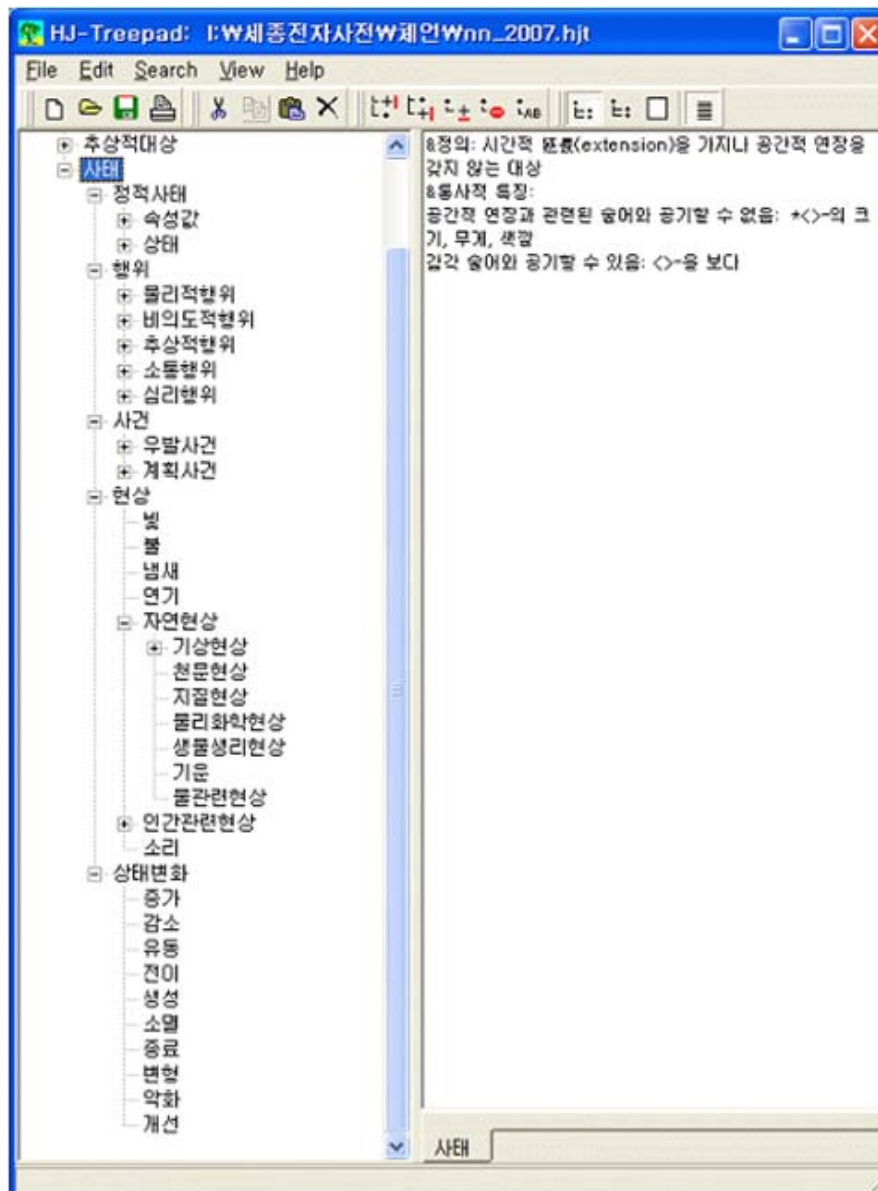 HJ-Treepad: I:₩세종전자사전₩체언₩nn_2007.hjt
File Edit Search View Help
추상적대상
사태
정적사태
속성값
상태
행위
물리적행위
비의도적행위
추상적행위
소통행위
심리행위
사건
우발사건
계획사건
현상
빛
불
냄새
연기
자연현상
기상현상
천문현상
지질현상
물리화학현상
생물생리현상
기운
물관련현상
인간관련현상
소리
상태변화
증가
감소
유동
전이
생성
소멸
종료
변형
악화
개선
&정의: 시간적 延長(extension)을 가지나 공간적 연장을
갖지 않는 대상
&통사적 특징:
공간적 연장과 관련된 술어와 공기할 수 없음: *<>-의 크
기, 무게, 색깔
감각 술어와 공기할 수 있음: <>-을 보다
사태